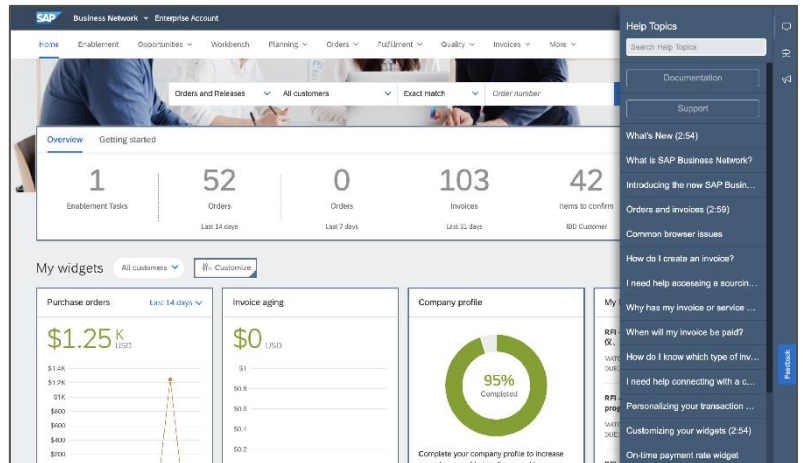 SAP Business Network Enterprise Account
Home Enablement Opportunities Workbench Planning Orders Fulfilment Quality Invoices More
Orders and Releases All customers Exact match Order number
Overview Getting started
1 52 0 103 42
Enablement Tasks Orders Orders Invoices Items to confirm
Last 14 days Last 7 days Last 31 days IBD Customer
My widgets All customers Customize
Purchase orders Last 14 days
$1.25 K USD
$1.4K
$1.2K
$1K
$800
$600
$400
$200
Invoice aging
$0 USD
$1
$0.8
$0.6
$0.4
$0.2
Company profile
95%
Completed
Complete your company profile to increase
My
RFI -
RFI -
prog
Help Topics
Search Help Topics
Documentation
Support
What's New (2:54)
What is SAP Business Network?
Introducing the new SAP Busin...
Orders and invoices (2:59)
Common browser issues
How do I create an invoice?
I need help accessing a sourcin...
Why has my invoice or service ...
When will my invoice be paid?
How do I know which type of inv...
I need help connecting with a c...
Personalizing your transaction ...
Customizing your widgets (2:54)
On-time payment rate widget
Feedback